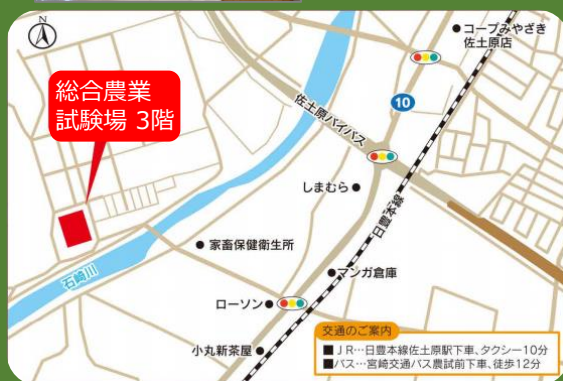 N
コープみやざき
佐土原店
総合農業
試験場 3階
10
佐土原バイパス
しまむら
日豊本線
家畜保健衛生所
石崎川
マンガ倉庫
ローソン
小丸新茶屋
交通のご案内
■ＪＲ…日豊本線佐土原駅下車、タクシー10分
■バス…宮崎交通バス農試前下車、徒歩12分